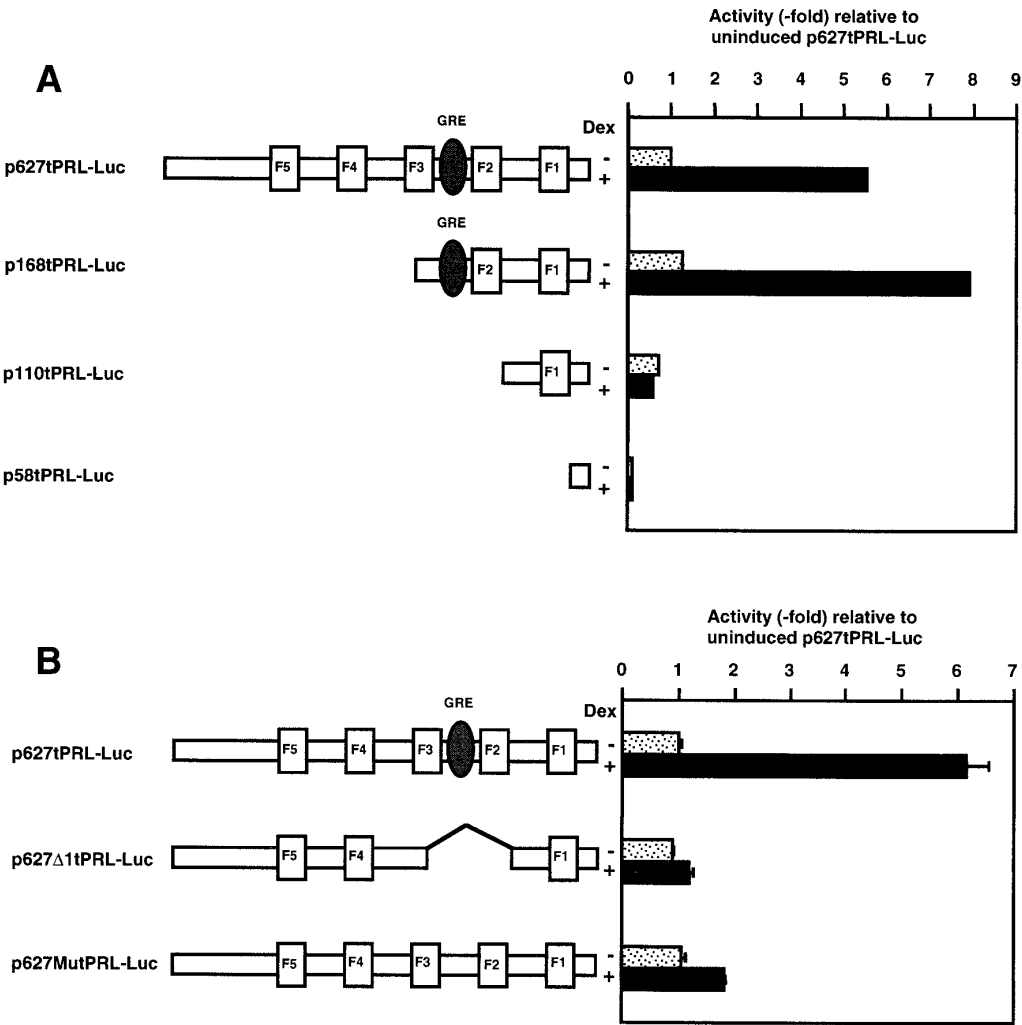 Activity (-fold) relative to
uninduced p627tPRL-Luc
A
0 1 2 3 4 5 6 7 8 9
GRE
Dex
p627tPRL-Luc F5 F4 F3 F2 F1 -
+
GRE
p168tPRL-Luc F2 F1 -
+
p110tPRL-Luc F1 -
+
p58tPRL-Luc -
+
Activity (-fold) relative to
uninduced p627tPRL-Luc
B
0 1 2 3 4 5 6 7
GRE
Dex
p627tPRL-Luc F5 F4 F3 F2 F1 -
+
p627Δ1tPRL-Luc F5 F4 F1 -
+
p627MutPRL-Luc F5 F4 F3 F2 F1 -
+